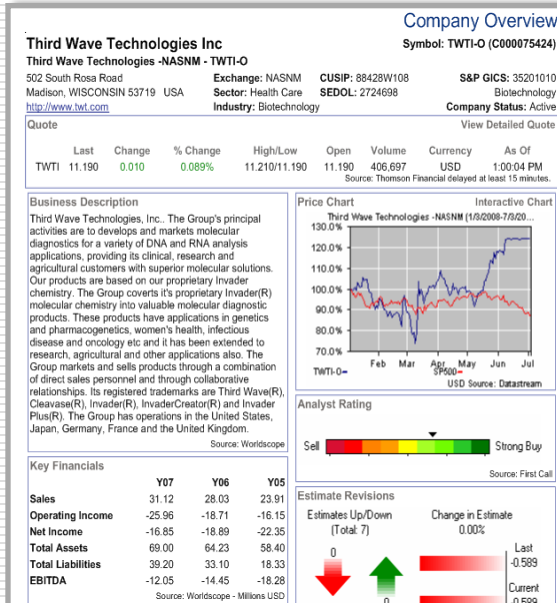 Company Overview
Third Wave Technologies Inc
Symbol: TWTI-O (C000075424)
Third Wave Technologies -NASNM - TWTI-O
502 South Rosa Road Exchange: NASNM CUSIP: 88428W108 S&P GICS: 35201010
Madison, WISCONSIN 53719 USA Sector: Health Care SEDOL: 2724698 Biotechnology
http://www.twt.com Industry: Biotechnology Company Status: Active
Quote View Detailed Quote
Last Change % Change High/Low Open Volume Currency As Of
TWTI 11.190 0.010 0.089% 11.210/11.190 11.190 406,697 USD 1:00:04 PM
Source: Thomson Financial delayed at least 15 minutes.
Business Description
Third Wave Technologies, Inc.. The Group's principal
activities are to develop and markets molecular
diagnostics for a variety of DNA and RNA analysis
applications, providing its clinical, research and
agricultural customers with superior molecular solutions.
Our products are based on our proprietary Invader
chemistry. The Group coverts it's proprietary Invader(R)
molecular chemistry into valuable molecular diagnostic
products. These products have applications in genetics
and pharmacogenetics, women's health, infectious
disease and oncology etc and it has been extended to
research, agricultural and other applications also. The
Group markets and sells products through a combination
of direct sales personnel and through collaborative
relationships. Its registered trademarks are Third Wave(R),
Cleavase(R), Invader(R), InvaderCreator(R) and Invader
Plus(R). The Group has operations in the United States,
Japan, Germany, France and the United Kingdom.
Source: Worldscope
Key Financials
Y07 Y06 Y05
Sales 31.12 28.03 23.91
Operating Income -25.96 -18.71 -16.15
Net Income -16.85 -18.89 -22.35
Total Assets 69.00 64.23 58.40
Total Liabilities 39.20 33.10 18.33
EBITDA -12.05 -14.45 -18.28
Source: Worldscope - Millions USD
Price Chart Interactive Chart
Third Wave Technologies -NASNM (1/3/2008-7/3/20...
130.0%
120.0%
110.0%
100.0%
90.0%
80.0%
70.0%
Feb Mar Apr May Jun Jul
TWTI-O SP500
USD Source: Datastream
Analyst Rating
Sell Strong Buy
Source: First Call
Estimate Revisions
Estimates Up/Down Change in Estimate
(Total: 7) 0.00%
0 Last
-0.589
Current
0 -0.589